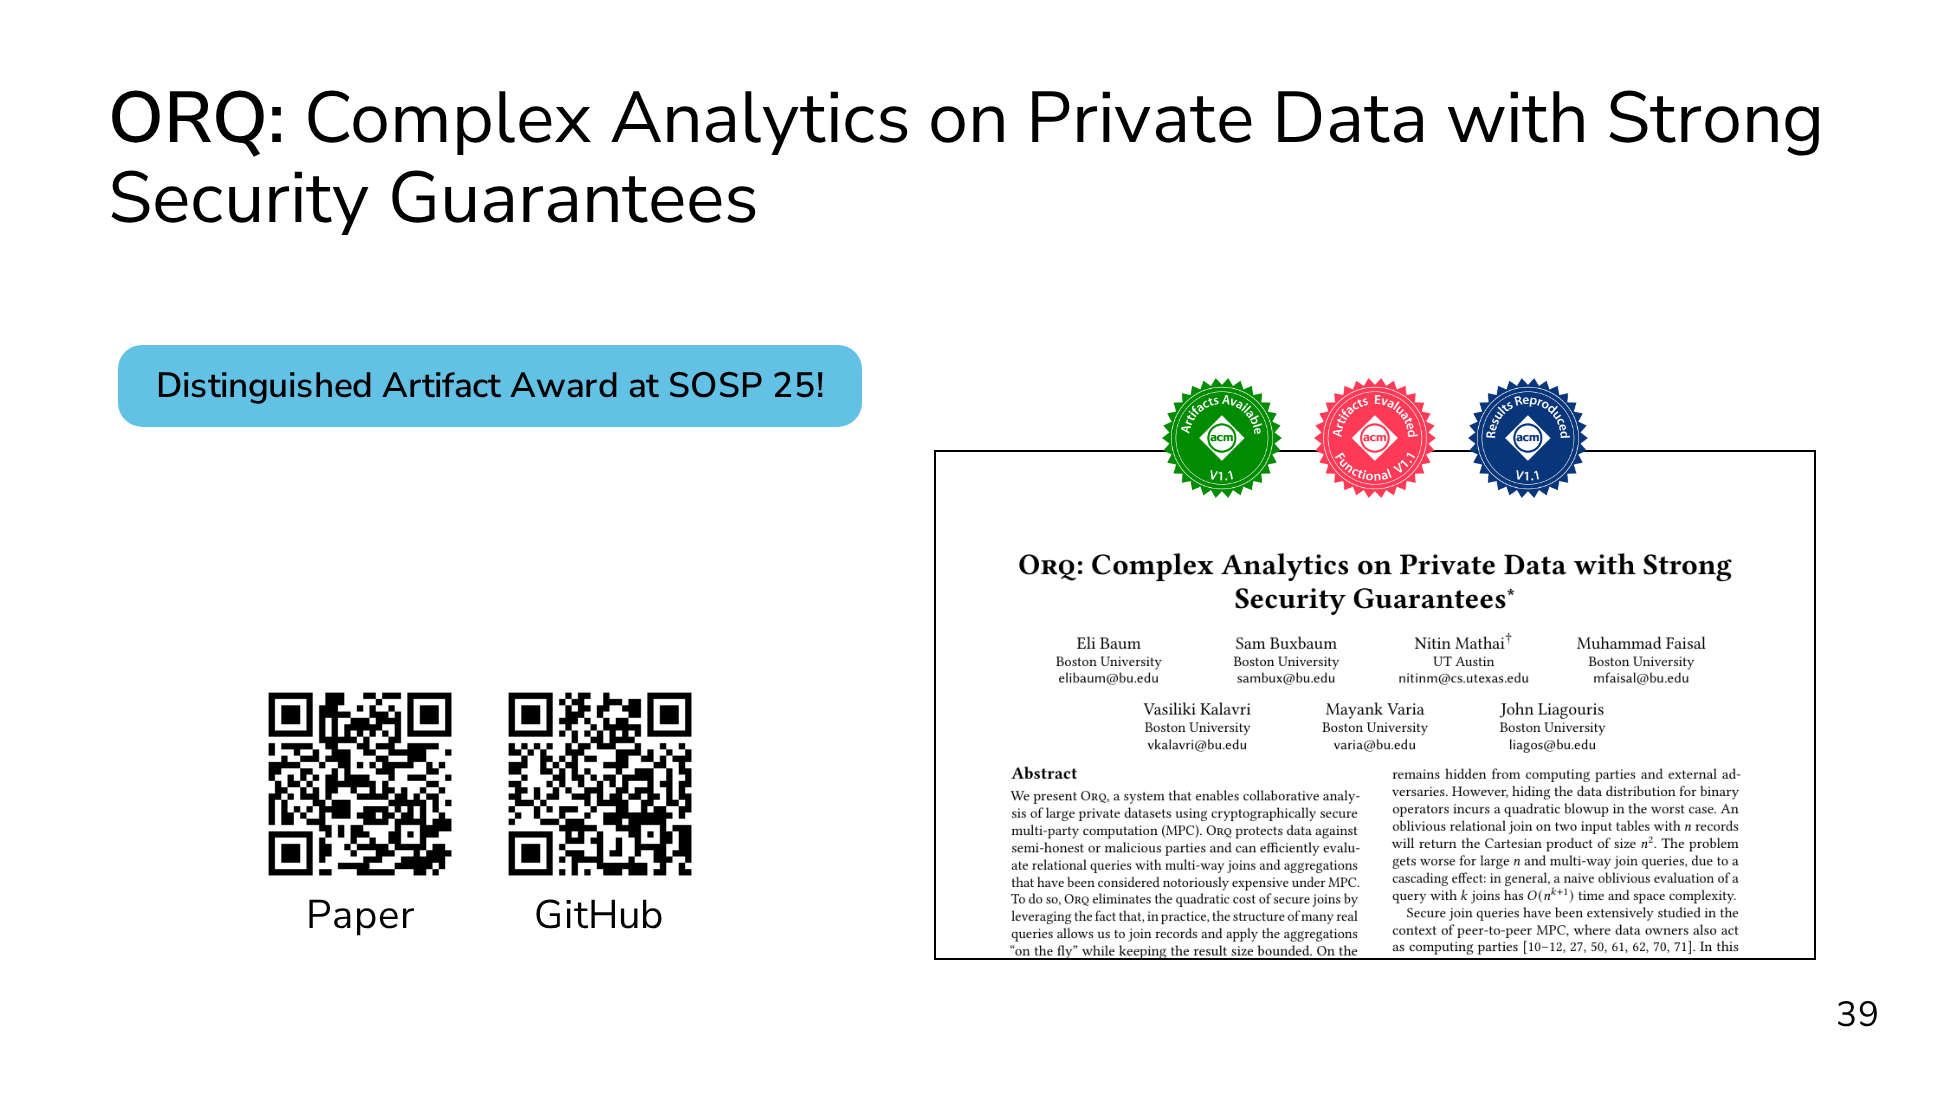 ORQ: Complex Analytics on Private Data with Strong
Security Guarantees
Distinguished Artifact Award at SOSP 25!
Paper
GitHub
Artifacts Available
acm
V1.1
Artifacts Evaluated
acm
Functional V1.1
Results Reproduced
acm
V1.1
ORQ: Complex Analytics on Private Data with Strong
Security Guarantees*
Eli Baum
Boston University
elibaum@bu.edu
Sam Buxbaum
Boston University
sambux@bu.edu
Nitin Mathai†
UT Austin
nitinm@cs.utexas.edu
Muhammad Faisal
Boston University
mfaisal@bu.edu
Vasiliki Kalavri
Boston University
vkalavri@bu.edu
Mayank Varia
Boston University
varia@bu.edu
John Liagouris
Boston University
liagos@bu.edu
Abstract
We present ORQ, a system that enables collaborative analy-
sis of large private datasets using cryptographically secure
multi-party computation (MPC). ORQ protects data against
semi-honest or malicious parties and can efficiently evalu-
ate relational queries with multi-way joins and aggregations
that have been considered notoriously expensive under MPC.
To do so, ORQ eliminates the quadratic cost of secure joins by
leveraging the fact that, in practice, the structure of many real
queries allows us to join records and apply the aggregations
“on the fly” while keeping the result size bounded. On the
remains hidden from computing parties and external ad-
versaries. However, hiding the data distribution for binary
operators incurs a quadratic blowup in the worst case. An
oblivious relational join on two input tables with n records
will return the Cartesian product of size n². The problem
gets worse for large n and multi-way join queries, due to a
cascading effect: in general, a naive oblivious evaluation of a
query with k joins has O(nᵏ⁺¹) time and space complexity.
Secure join queries have been extensively studied in the
context of peer-to-peer MPC, where data owners also act
as computing parties [10–12, 27, 50, 61, 62, 70, 71]. In this
39